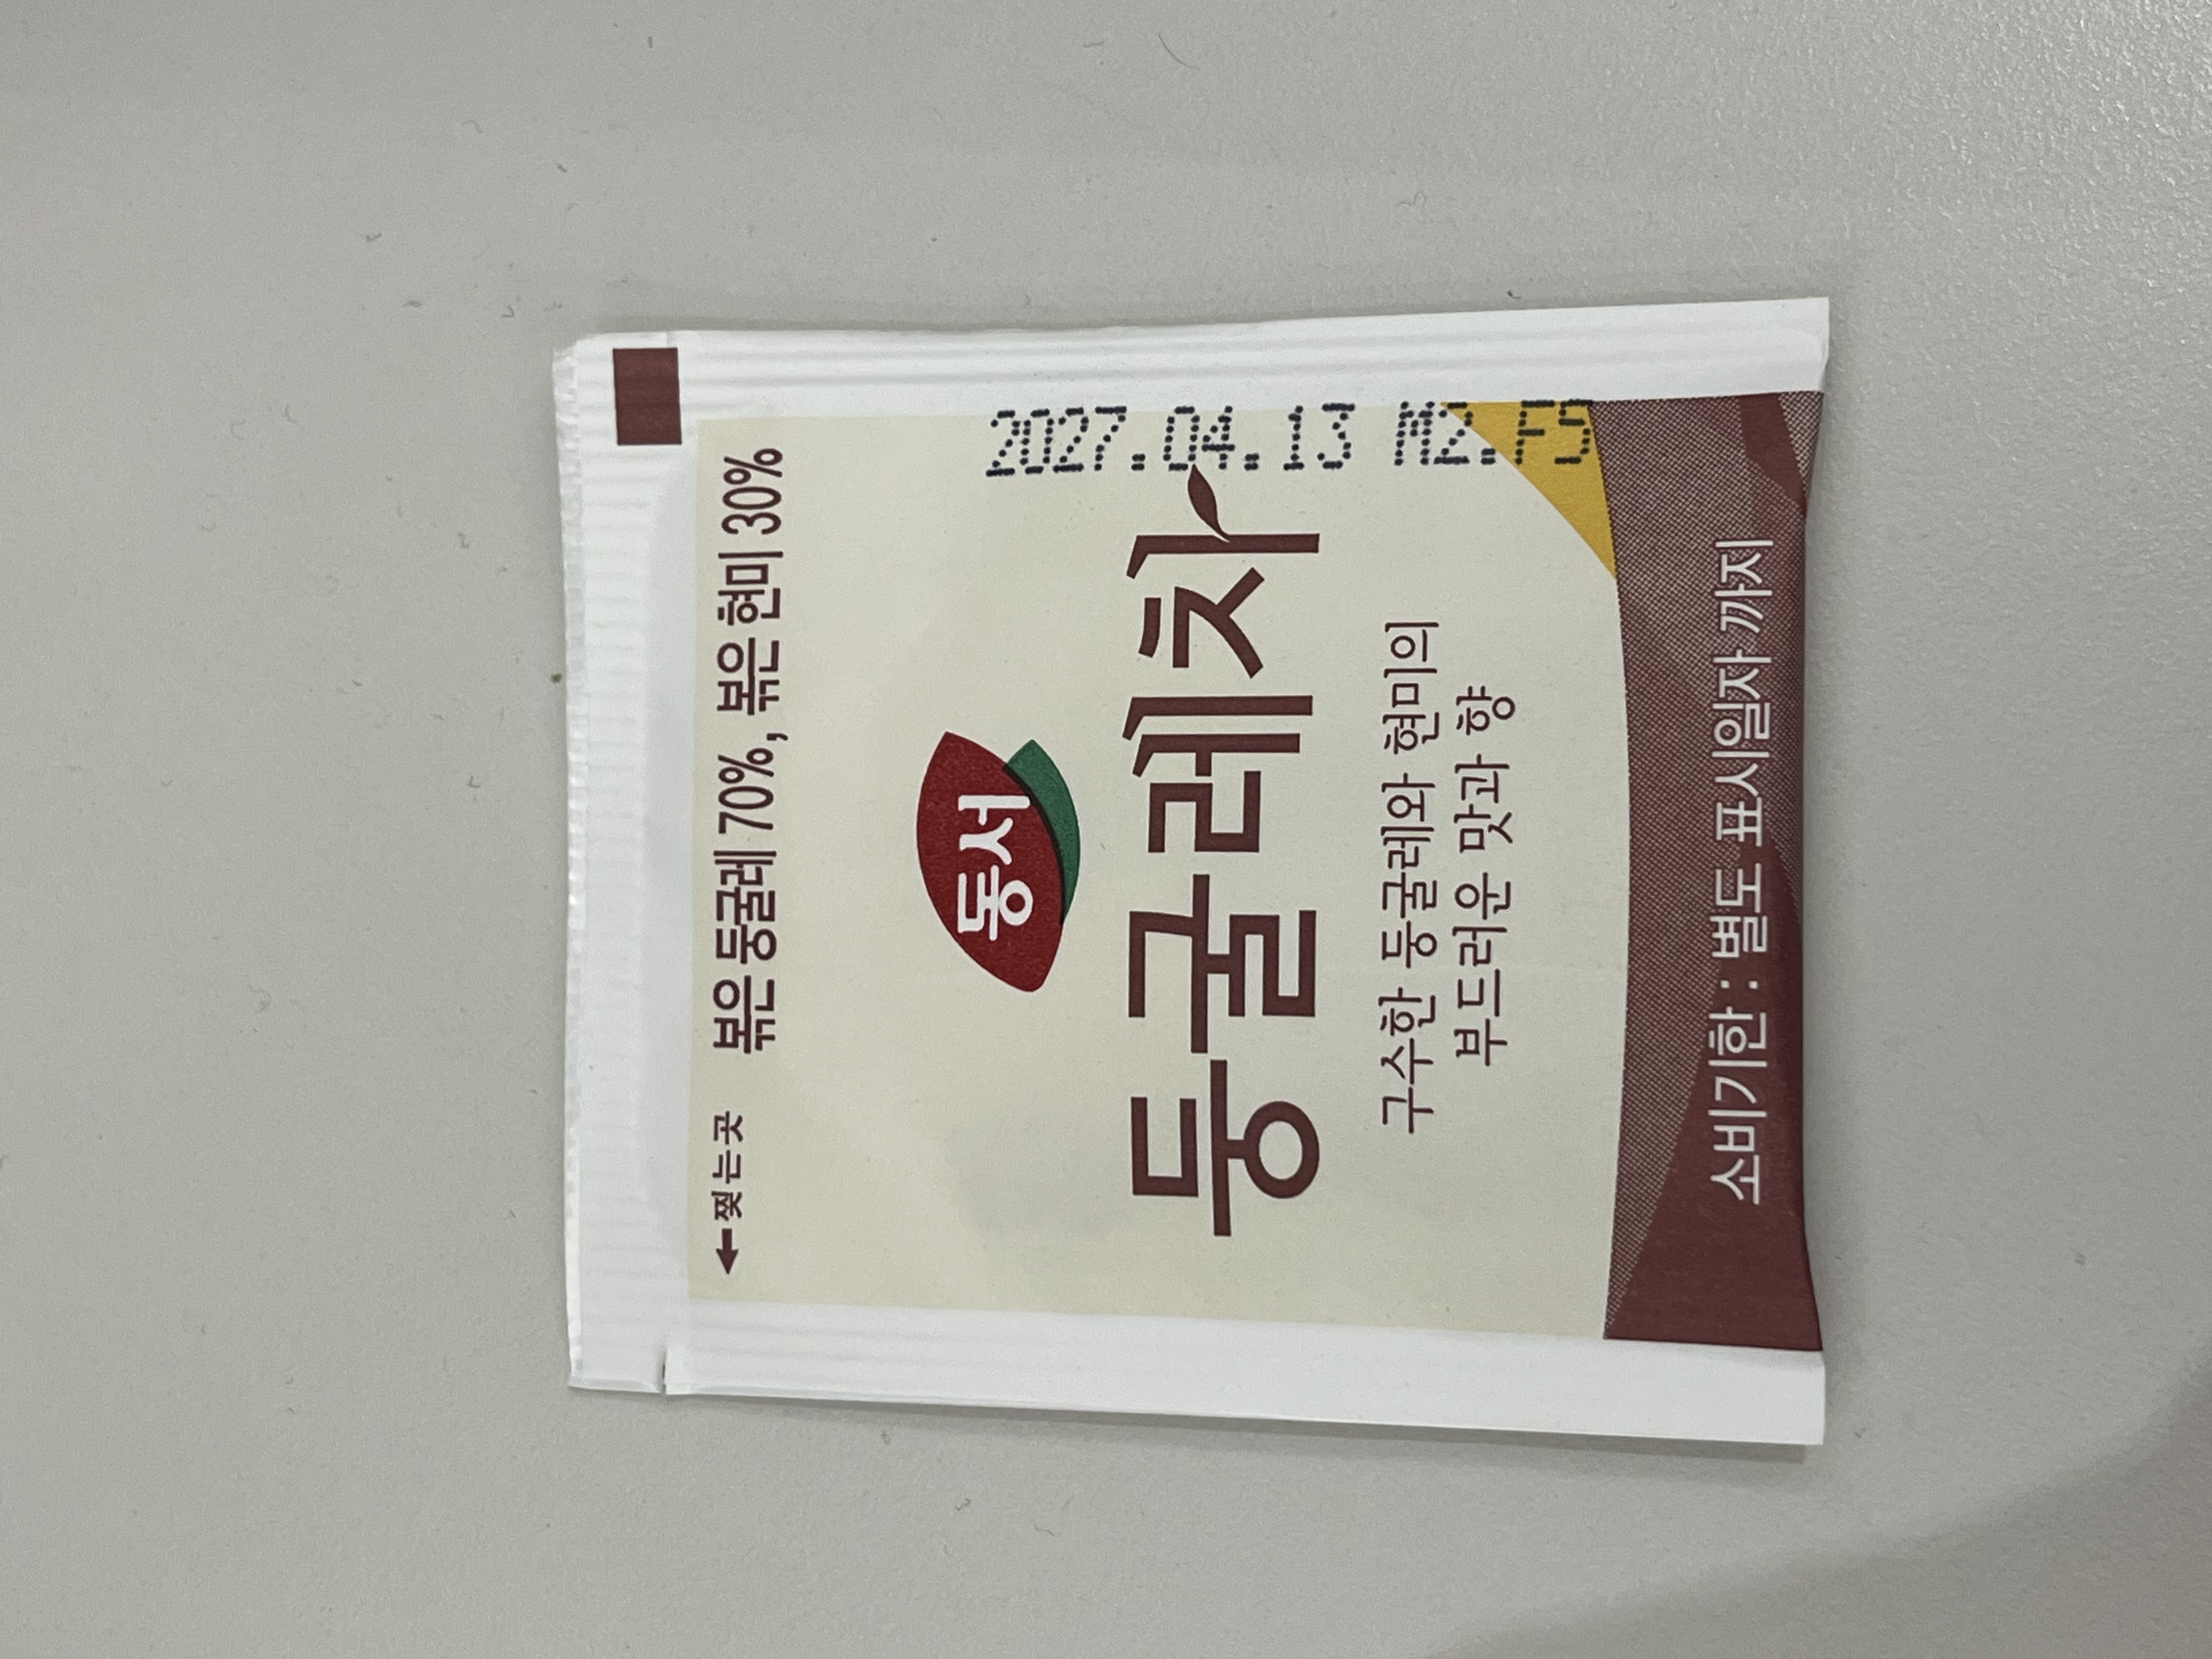 찢는곳
볶은 둥굴레 70%, 볶은 현미 30%
동서
둥굴레차
구수한 둥굴레와 현미의
부드러운 맛과 향
2027.04.13 M2:F5
소비기한 : 별도 표시일자 까지